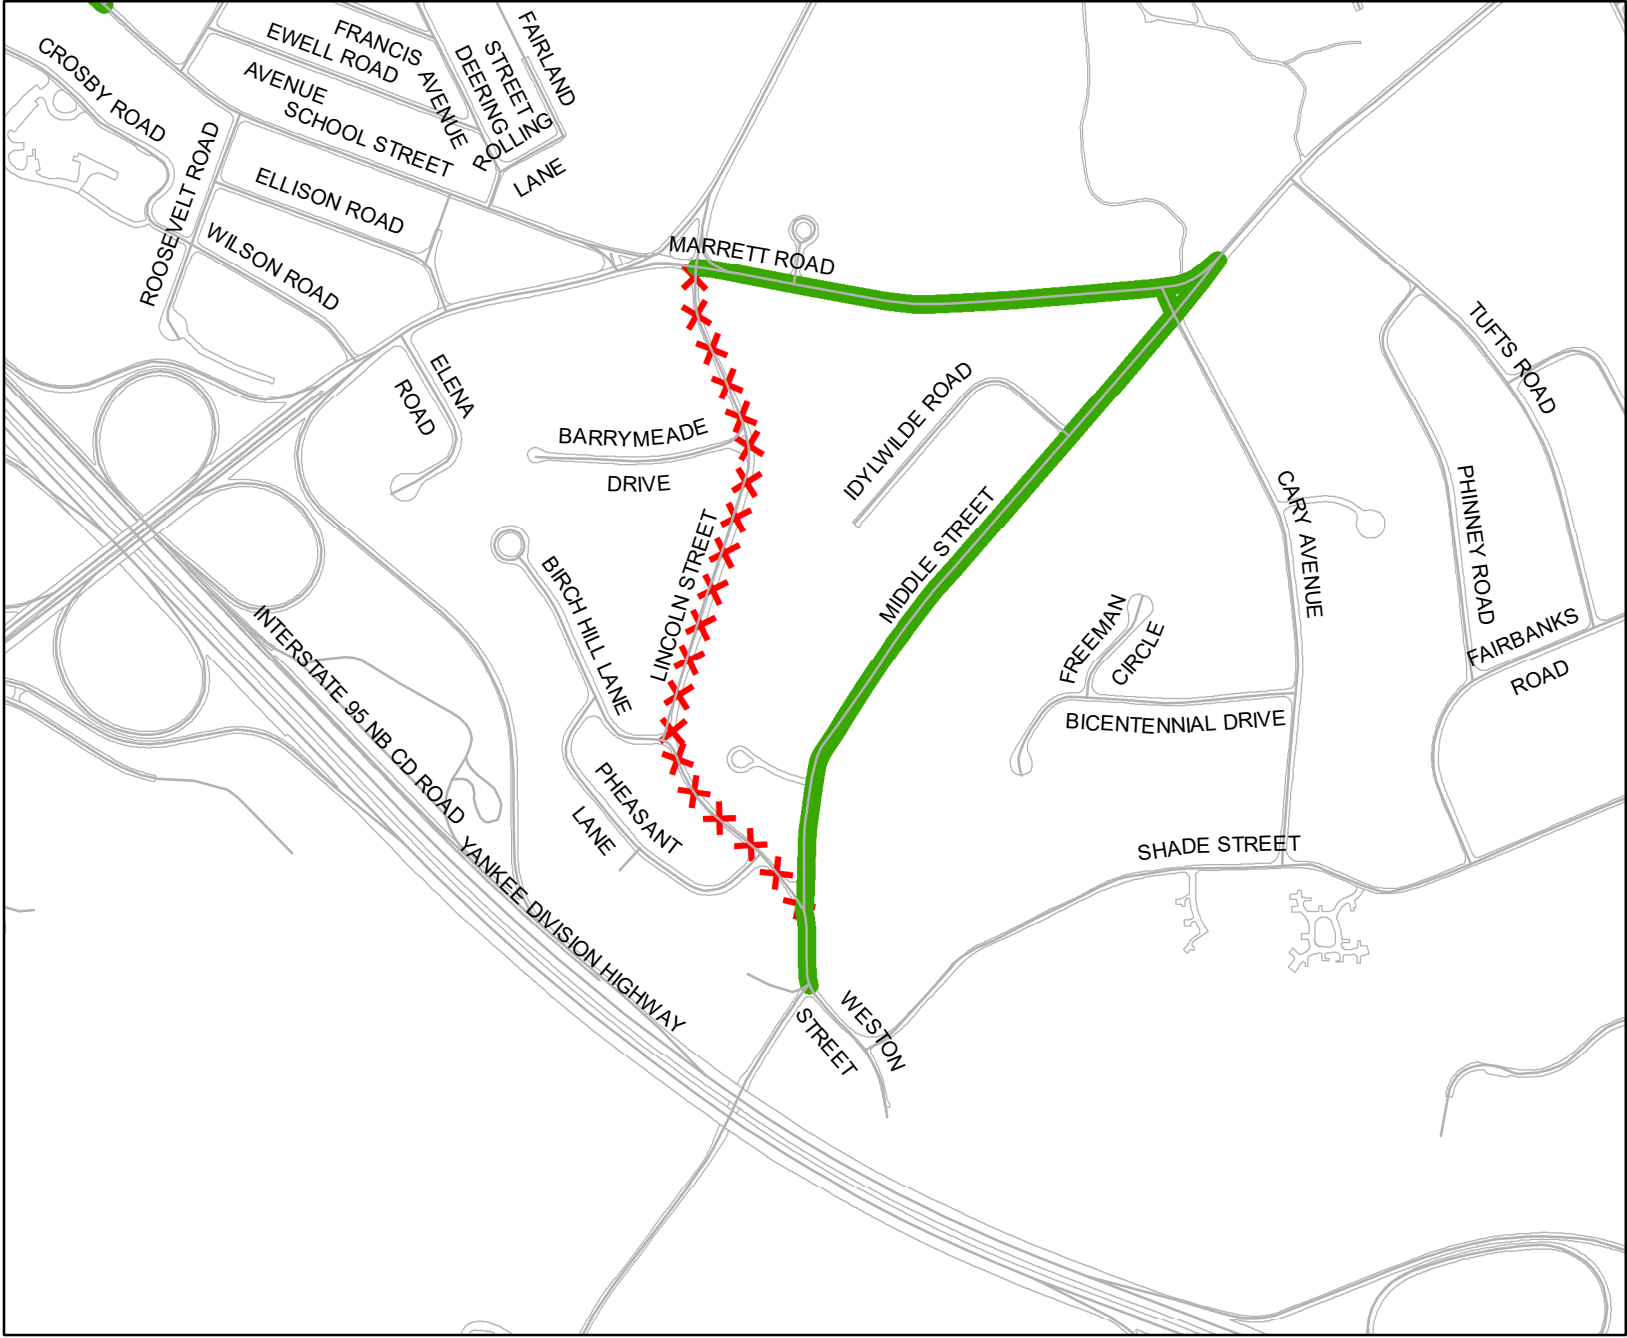 CROSBY ROAD
FRANCIS
AVENUE
EWELL ROAD
AVENUE
SCHOOL STREET
DEERING
STREET
FAIRLAND
ROLLING
LANE
ROOSEVELT ROAD
ELLISON ROAD
WILSON ROAD
MARRETT ROAD
ELENA
ROAD
BARRYMEADE
DRIVE
IDYLWILDE ROAD
TUFTS ROAD
LINCOLN STREET
MIDDLE STREET
CARY AVENUE
PHINNEY ROAD
BIRCH HILL LANE
FREEMAN
CIRCLE
FAIRBANKS
ROAD
BICENTENNIAL DRIVE
INTERSTATE 95 NB CD ROAD
PHEASANT
LANE
SHADE STREET
YANKEE DIVISION HIGHWAY
WESTON
STREET